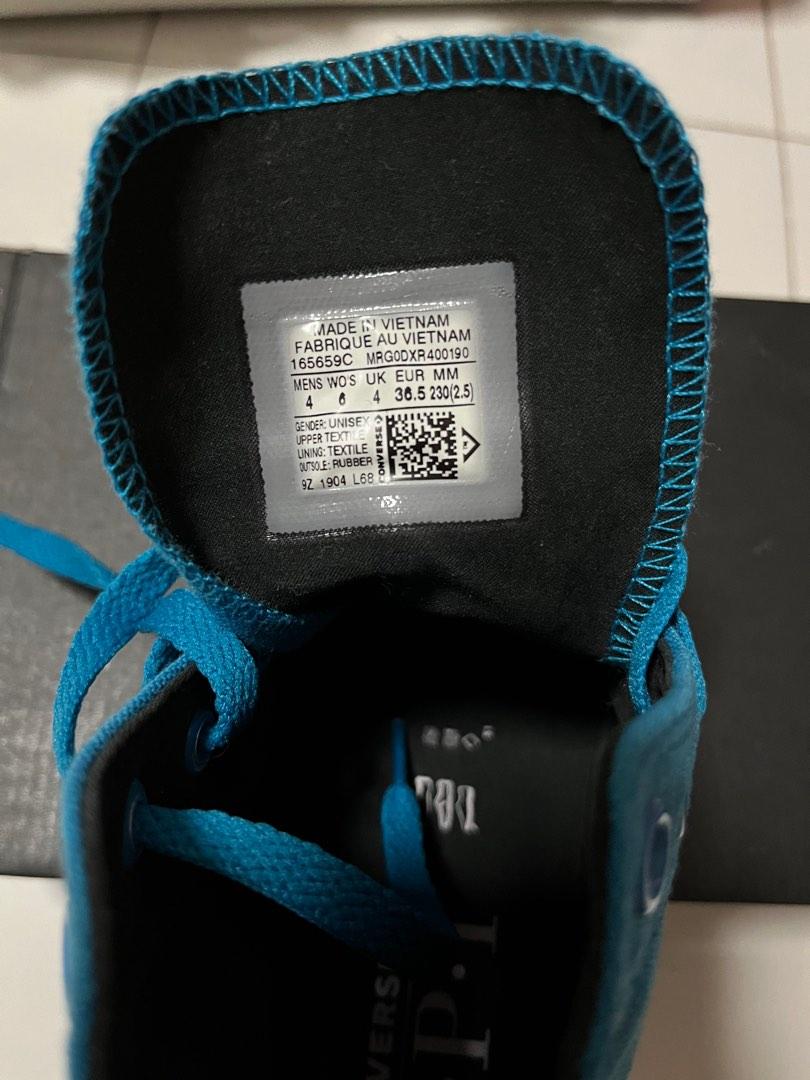 MADE IN VIETNAM
FABRIQUE AU VIETNAM
165659C MRG0DXR400190
MENS WO'S UK EUR MM
4 6 4 36.5 230(2.5)
GENDER: UNISEX
UPPER TEXTILE
LINING: TEXTILE
OUTSOLE: RUBBER
9Z 1904 L68
CONVERSE
VERS
P.I